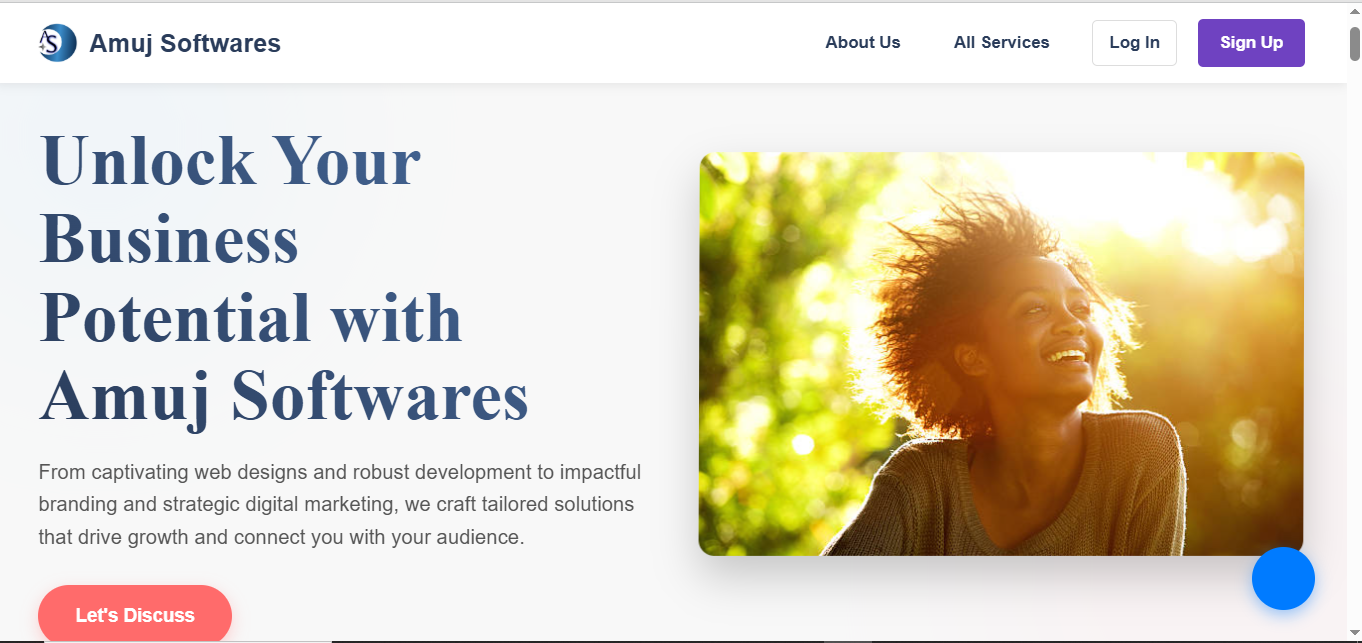 AS
Amuj Softwares
About Us
All Services
Log In
Sign Up
Unlock Your
Business
Potential with
Amuj Softwares
From captivating web designs and robust development to impactful
branding and strategic digital marketing, we craft tailored solutions
that drive growth and connect you with your audience.
Let's Discuss